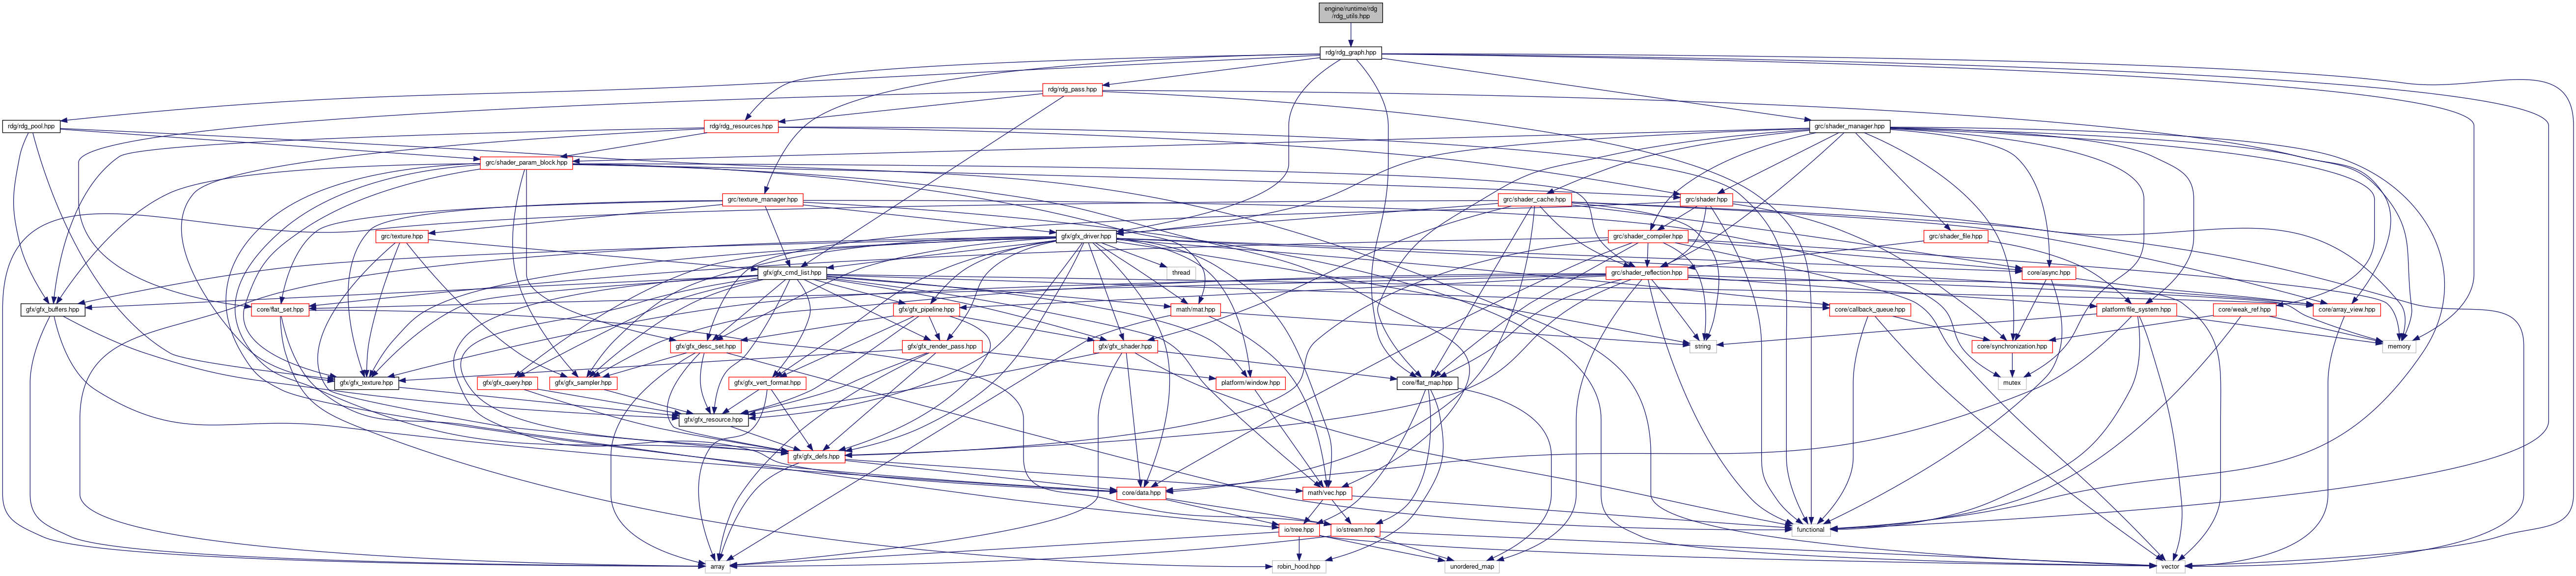 engine/runtime/rdg
/rdg_utils.hpp
rdg/rdg_graph.hpp
rdg/rdg_pass.hpp
rdg/rdg_pool.hpp
rdg/rdg_resources.hpp
grc/shader_manager.hpp
grc/shader_param_block.hpp
grc/texture_manager.hpp
grc/shader_cache.hpp
grc/shader.hpp
grc/texture.hpp
gfx/gfx_driver.hpp
grc/shader_compiler.hpp
grc/shader_file.hpp
gfx/gfx_cmd_list.hpp
thread
grc/shader_reflection.hpp
core/async.hpp
gfx/gfx_buffers.hpp
core/flat_set.hpp
gfx/gfx_pipeline.hpp
math/mat.hpp
core/callback_queue.hpp
platform/file_system.hpp
core/weak_ref.hpp
core/array_view.hpp
gfx/gfx_desc_set.hpp
gfx/gfx_render_pass.hpp
gfx/gfx_shader.hpp
string
core/synchronization.hpp
memory
gfx/gfx_texture.hpp
gfx/gfx_query.hpp
gfx/gfx_sampler.hpp
gfx/gfx_vert_format.hpp
platform/window.hpp
core/flat_map.hpp
mutex
gfx/gfx_resource.hpp
gfx/gfx_defs.hpp
core/data.hpp
math/vec.hpp
io/tree.hpp
io/stream.hpp
functional
array
robin_hood.hpp
unordered_map
vector